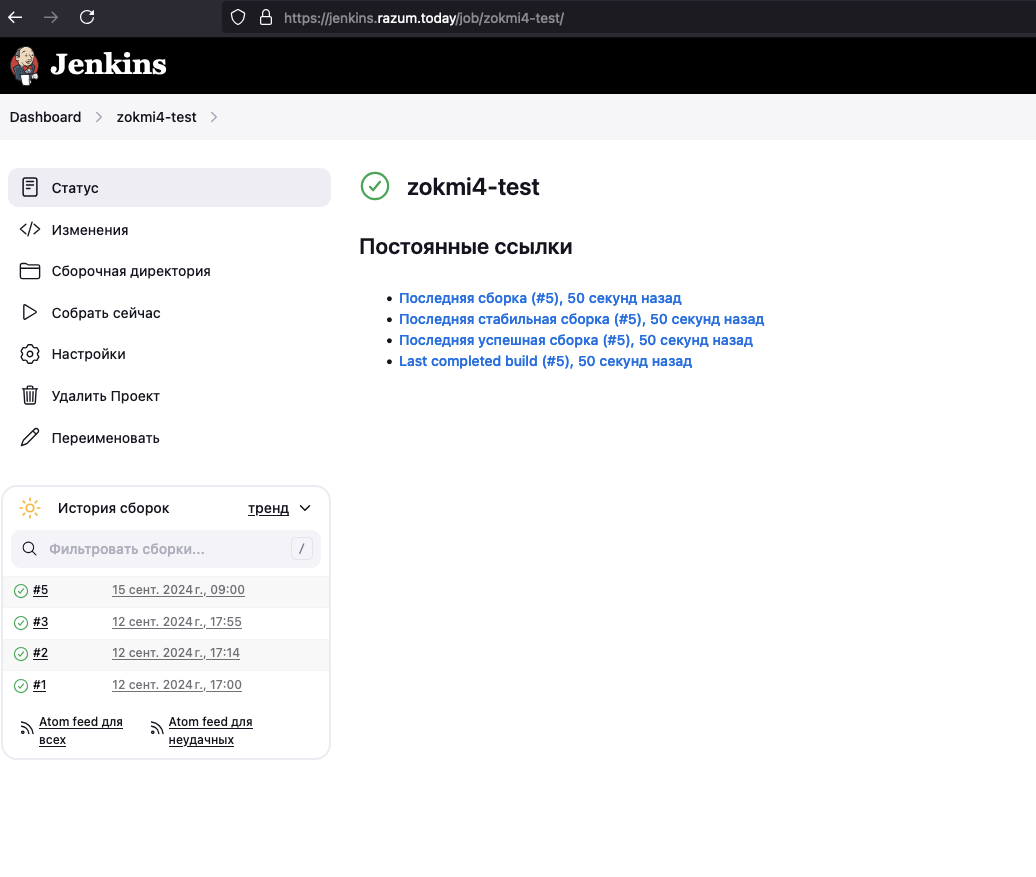 https://jenkins.razum.today/job/zokmi4-test/
Jenkins
Dashboard
zokmi4-test
Статус
Изменения
Сборочная директория
Собрать сейчас
Настройки
Удалить Проект
Переименовать
История сборок
тренд
Фильтровать сборки...
/
#5 15 сент. 2024 г., 09:00
#3 12 сент. 2024 г., 17:55
#2 12 сент. 2024 г., 17:14
#1 12 сент. 2024 г., 17:00
Atom feed для
всех
Atom feed для
неудачных
zokmi4-test
Постоянные ссылки
Последняя сборка (#5), 50 секунд назад
Последняя стабильная сборка (#5), 50 секунд назад
Последняя успешная сборка (#5), 50 секунд назад
Last completed build (#5), 50 секунд назад